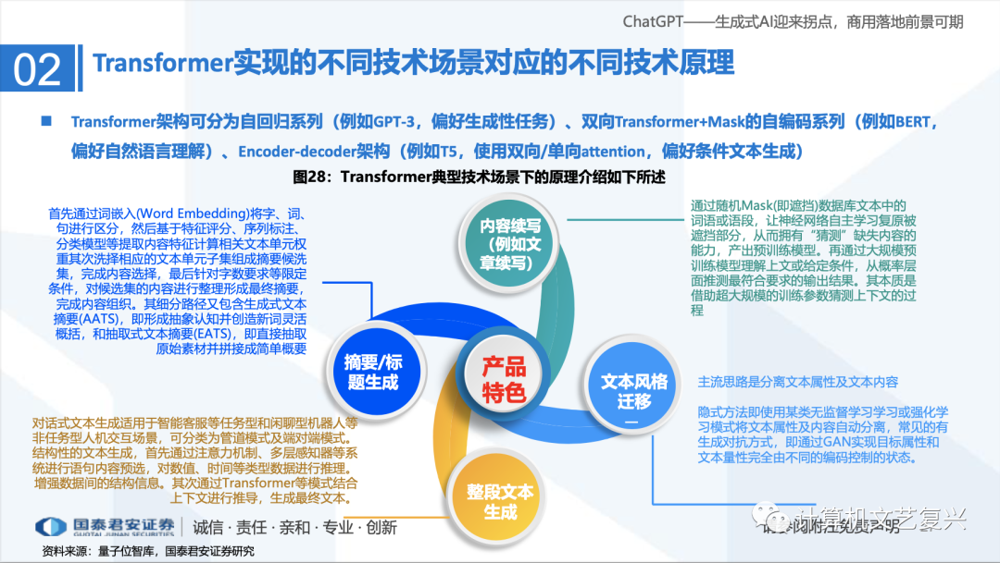 ChatGPT——生成式AI迎来拐点，商用落地前景可期
02
Transformer实现的不同技术场景对应的不同技术原理
Transformer架构可分为自回归系列（例如GPT-3，偏好生成性任务）、双向Transformer+Mask的自编码系列（例如BERT，
偏好自然语言理解）、Encoder-decoder架构（例如T5，使用双向/单向attention，偏好条件文本生成）
图28：Transformer典型技术场景下的原理介绍如下所述
首先通过词嵌入(Word Embedding)将字、词、
句进行区分，然后基于特征评分、序列标注、
分类模型等提取内容特征计算相关文本单元权
重其次选择相应的文本单元子集组成摘要候选
集，完成内容选择，最后针对字数要求等限定
条件，对候选集的内容进行整理形成最终摘要，
完成内容组织。其细分路径又包含生成式文本
摘要(AATS)，即形成抽象认知并创造新词灵活
概括，和抽取式文本摘要(EATS)，即直接抽取
原始素材并拼接成简单概要
内容续写
（例如文
章续写）
通过随机Mask(即遮挡)数据库文本中的
词语或语段，让神经网络自主学习复原被
遮挡部分，从而拥有“猜测”缺失内容的
能力，产出预训练模型。再通过大规模预
训练模型理解上文或给定条件，从概率层
面推测最符合要求的输出结果。其本质是
借助超大规模的训练参数猜测上下文的过
程
摘要/标
题生成
产品
特色
文本风格
迁移
主流思路是分离文本属性及文本内容
隐式方法即使用某类无监督学习学习或强化学
习模式将文本属性及内容自动分离，常见的有
生成对抗方式，即通过GAN实现目标属性和
文本量性完全由不同的编码控制的状态。
对话式文本生成适用于智能客服等任务型和闲聊型机器人等
非任务型人机交互场景，可分类为管道模式及端对端模式。
结构性的文本生成，首先通过注意力机制、多层感知器等系
统进行语句内容预选，对数值、时间等类型数据进行推理。
增强数据间的结构信息。其次通过Transformer等模式结合
上下文进行推导，生成最终文本。
整段文本
生成
国泰君安证券
GUOTAI JUNAN SECURITIES
诚信 · 责任 · 亲和 · 专业 · 创新
请参阅附注免责声明
计算机文艺复兴
资料来源：量子位智库，国泰君安证券研究